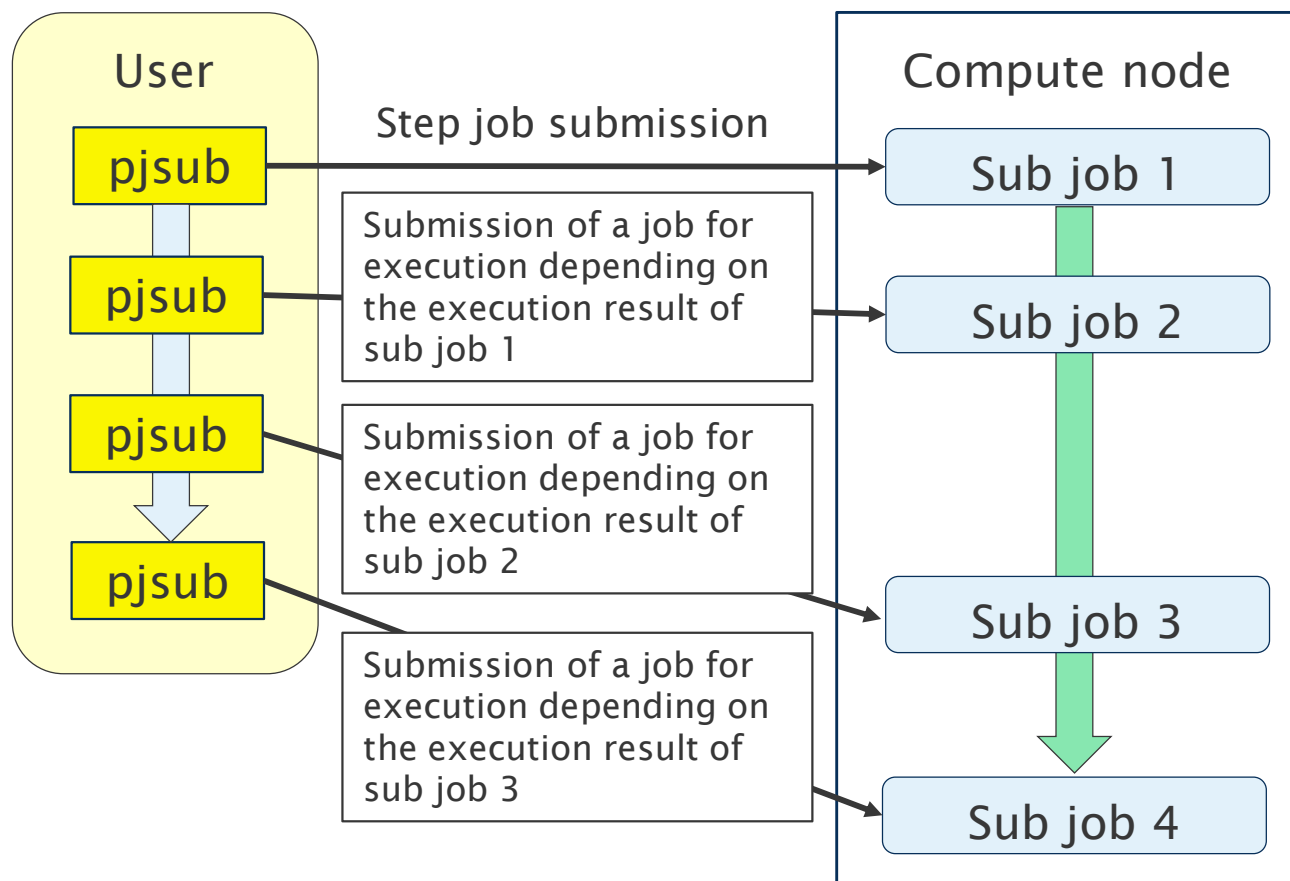 User
Compute node
Step job submission
pjsub
Sub job 1
Submission of a job for
execution depending on
the execution result of
sub job 1
pjsub
Sub job 2
pjsub
Submission of a job for
execution depending on
the execution result of
sub job 2
pjsub
Sub job 3
Submission of a job for
execution depending on
the execution result of
sub job 3
Sub job 4